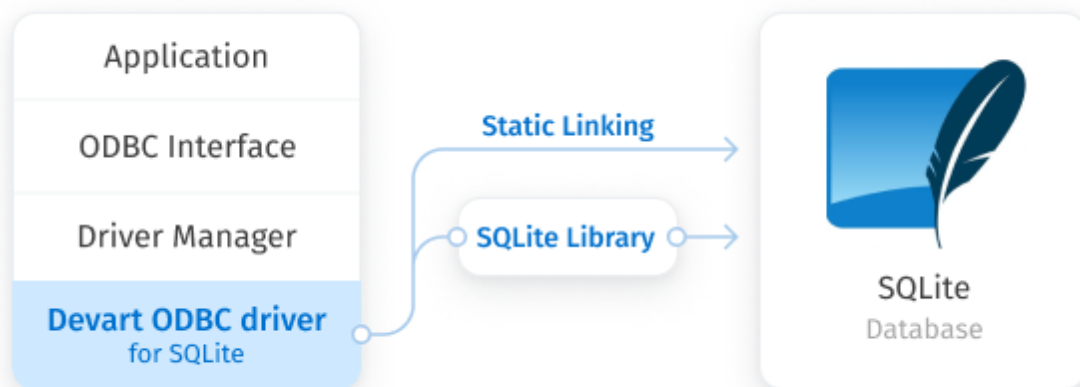 Application
ODBC Interface
Driver Manager
Devart ODBC driver
for SQLite
Static Linking
SQLite Library
SQLite
Database